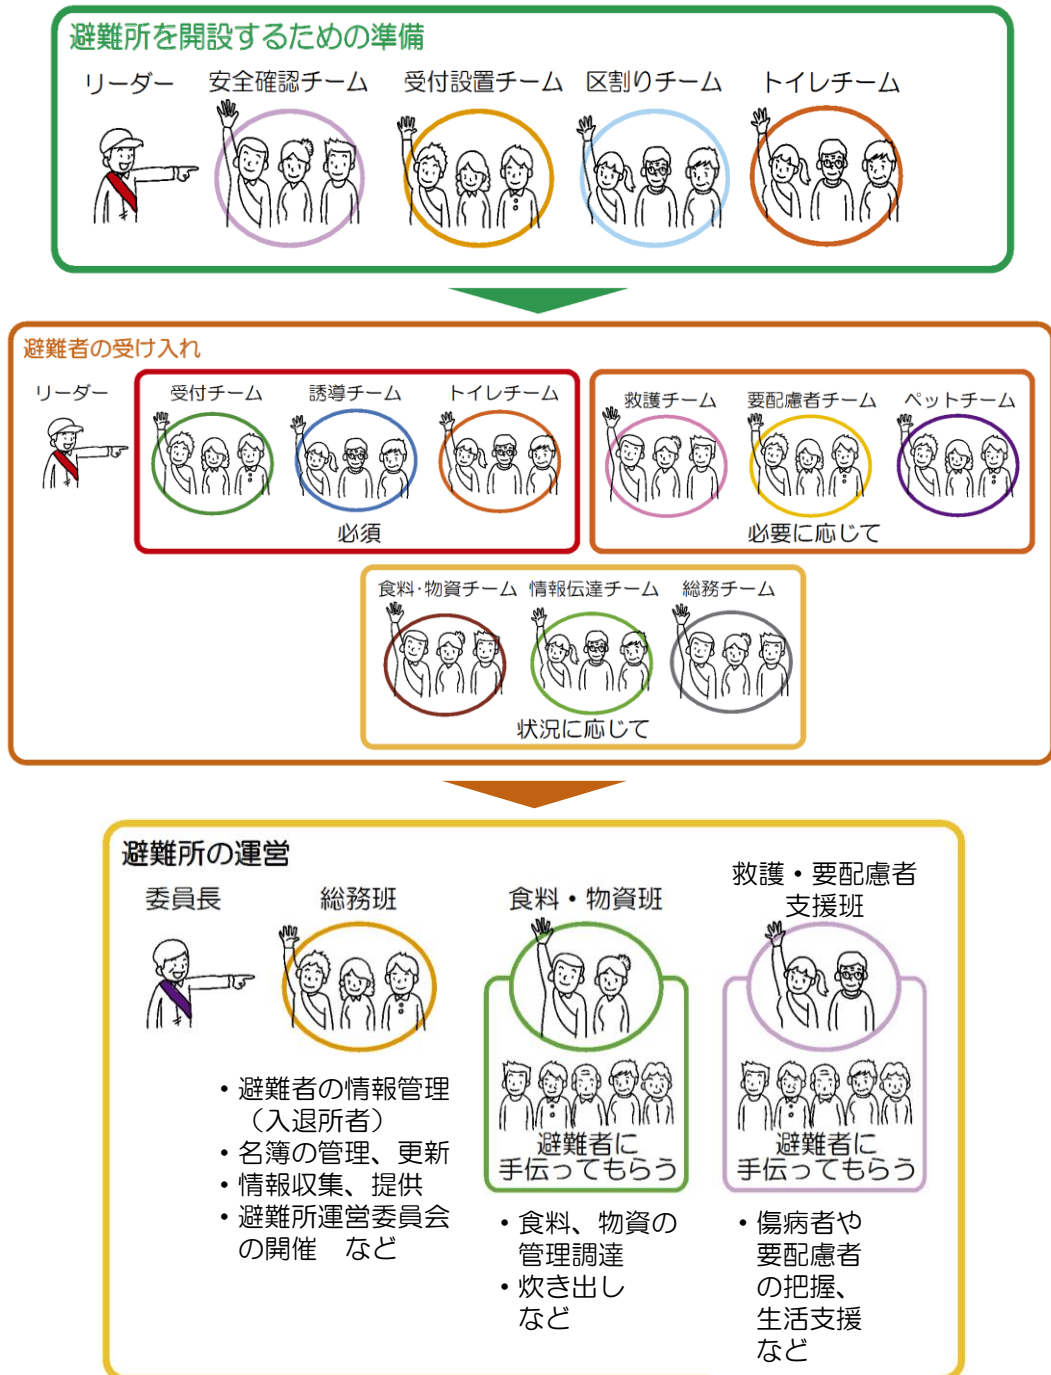 避難所を開設するための準備
リーダー
安全確認チーム
受付設置チーム
区割りチーム
トイレチーム
避難者の受け入れ
リーダー
受付チーム
誘導チーム
トイレチーム
必須
救護チーム
要配慮者チーム
ペットチーム
必要に応じて
食料・物資チーム
情報伝達チーム
総務チーム
状況に応じて
避難所の運営
委員長
総務班
・避難者の情報管理
（入退所者）
・名簿の管理、更新
・情報収集、提供
・避難所運営委員会
の開催　など
食料・物資班
避難者に
手伝ってもらう
・食料、物資の
管理調達
・炊き出し
など
救護・要配慮者
支援班
避難者に
手伝ってもらう
・傷病者や
要配慮者
の把握、
生活支援
など